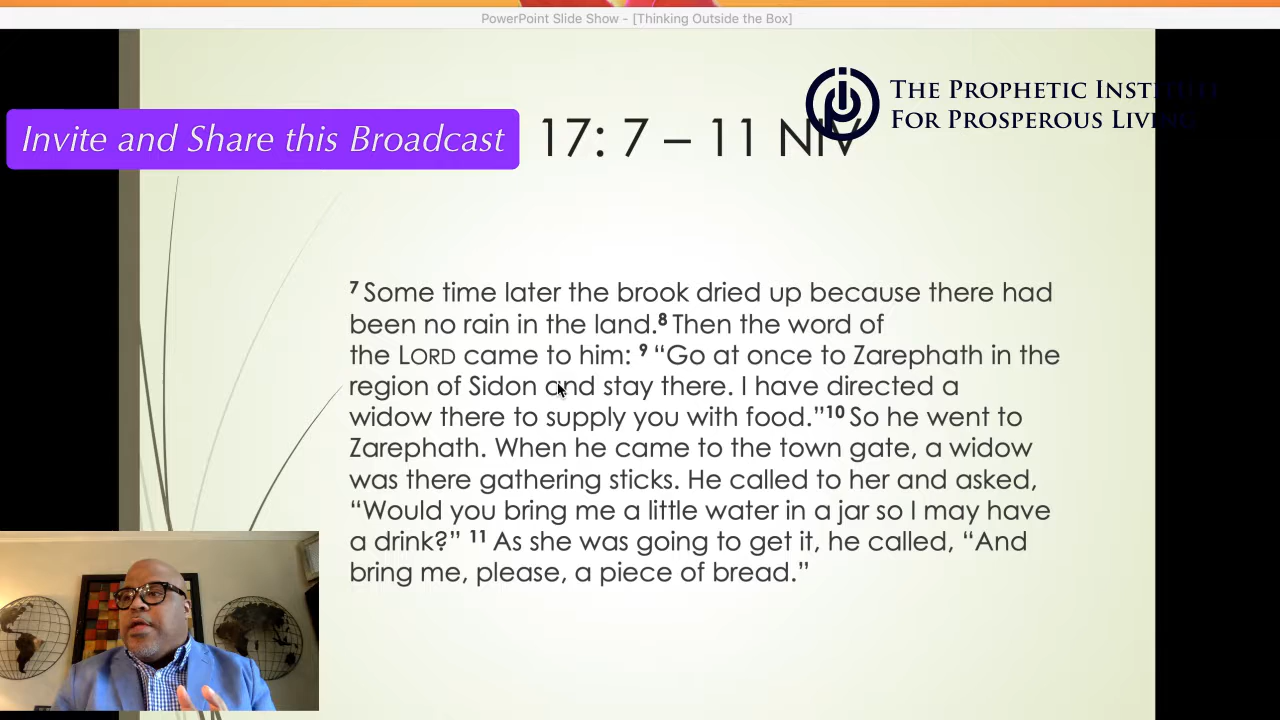 PowerPoint Slide Show - [Thinking Outside the Box]
THE PROPHETIC INSTITUTE
FOR PROSPEROUS LIVING
Invite and Share this Broadcast
17: 7 – 11 NIV
⁷ Some time later the brook dried up because there had
been no rain in the land.⁸ Then the word of
the LORD came to him: ⁹ “Go at once to Zarephath in the
region of Sidon and stay there. I have directed a
widow there to supply you with food.”¹⁰ So he went to
Zarephath. When he came to the town gate, a widow
was there gathering sticks. He called to her and asked,
“Would you bring me a little water in a jar so I may have
a drink?” ¹¹ As she was going to get it, he called, “And
bring me, please, a piece of bread.”